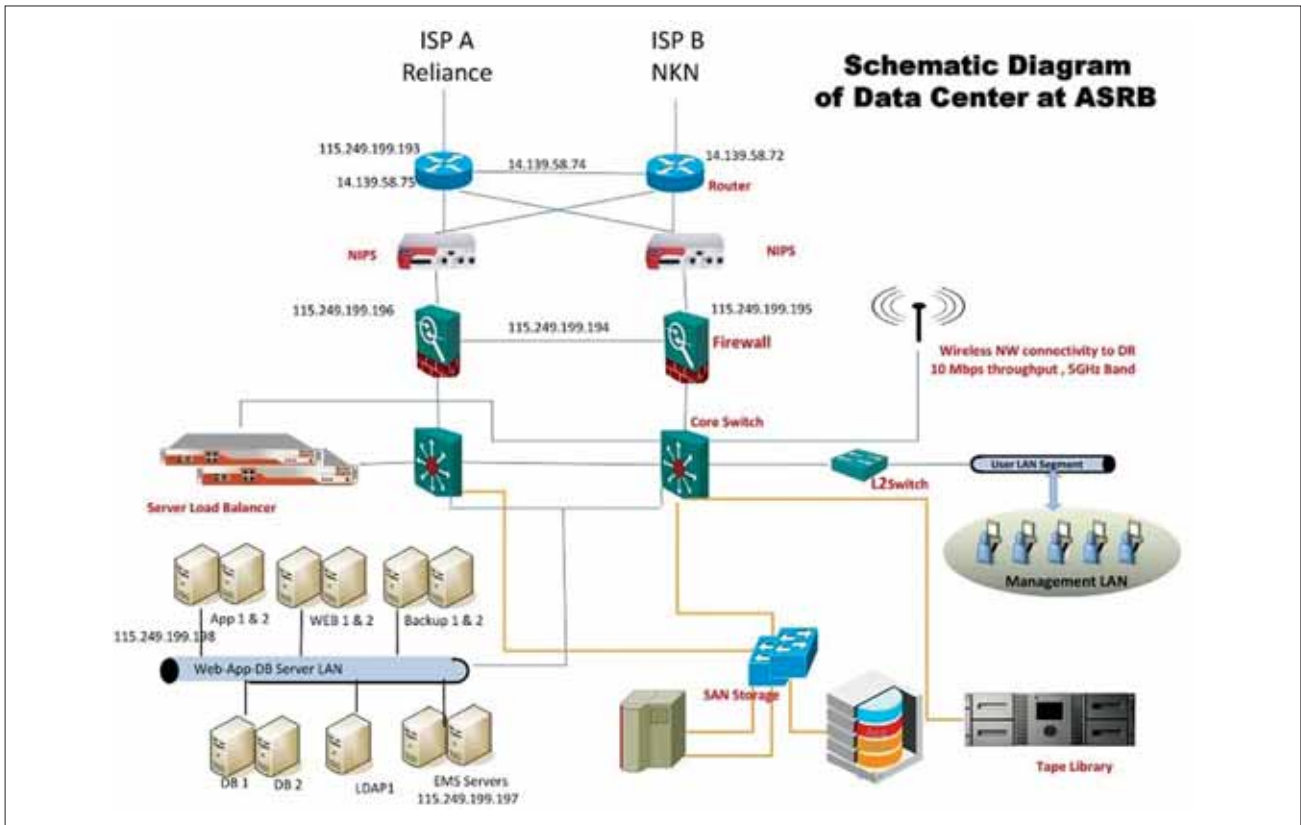 ISP A
Reliance
ISP B
NKN
Schematic Diagram
of Data Center at ASRB
115.249.199.193
14.139.58.74
14.139.58.72
14.139.58.75
Router
NIPS
NIPS
115.249.199.196
115.249.199.194
115.249.199.195
Firewall
Wireless NW connectivity to DR
10 Mbps throughput , 5GHz Band
Core Switch
Server Load Balancer
L2Switch
User LAN Segment
Management LAN
App 1 & 2
WEB 1 & 2
Backup 1 & 2
115.249.199.198
Web-App-DB Server LAN
SAN Storage
Tape Library
DB 1
DB 2
LDAP1
EMS Servers
115.249.199.197